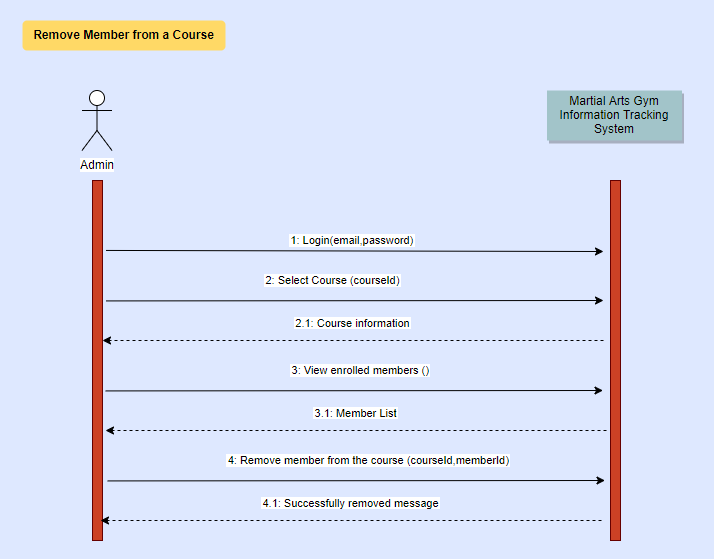 Remove Member from a Course
Martial Arts Gym
Information Tracking
System
Admin
1: Login(email,password)
2: Select Course (courseId)
2.1: Course information
3: View enrolled members ()
3.1: Member List
4: Remove member from the course (courseId,memberId)
4.1: Successfully removed message